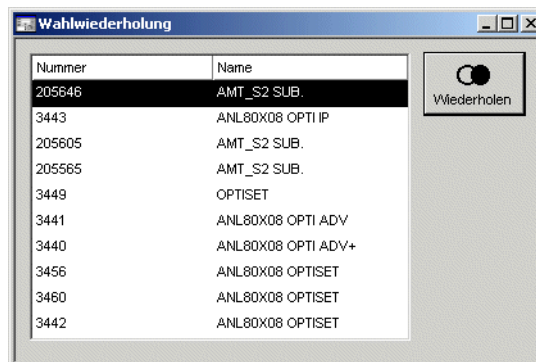 Wahlwiederholung
Nummer Name
205646 AMT_S2 SUB.
3443 ANL80X08 OPTI IP
205605 AMT_S2 SUB.
205565 AMT_S2 SUB.
3449 OPTISET
3441 ANL80X08 OPTI ADV
3440 ANL80X08 OPTI ADV+
3456 ANL80X08 OPTISET
3460 ANL80X08 OPTISET
3442 ANL80X08 OPTISET
Wiederholen